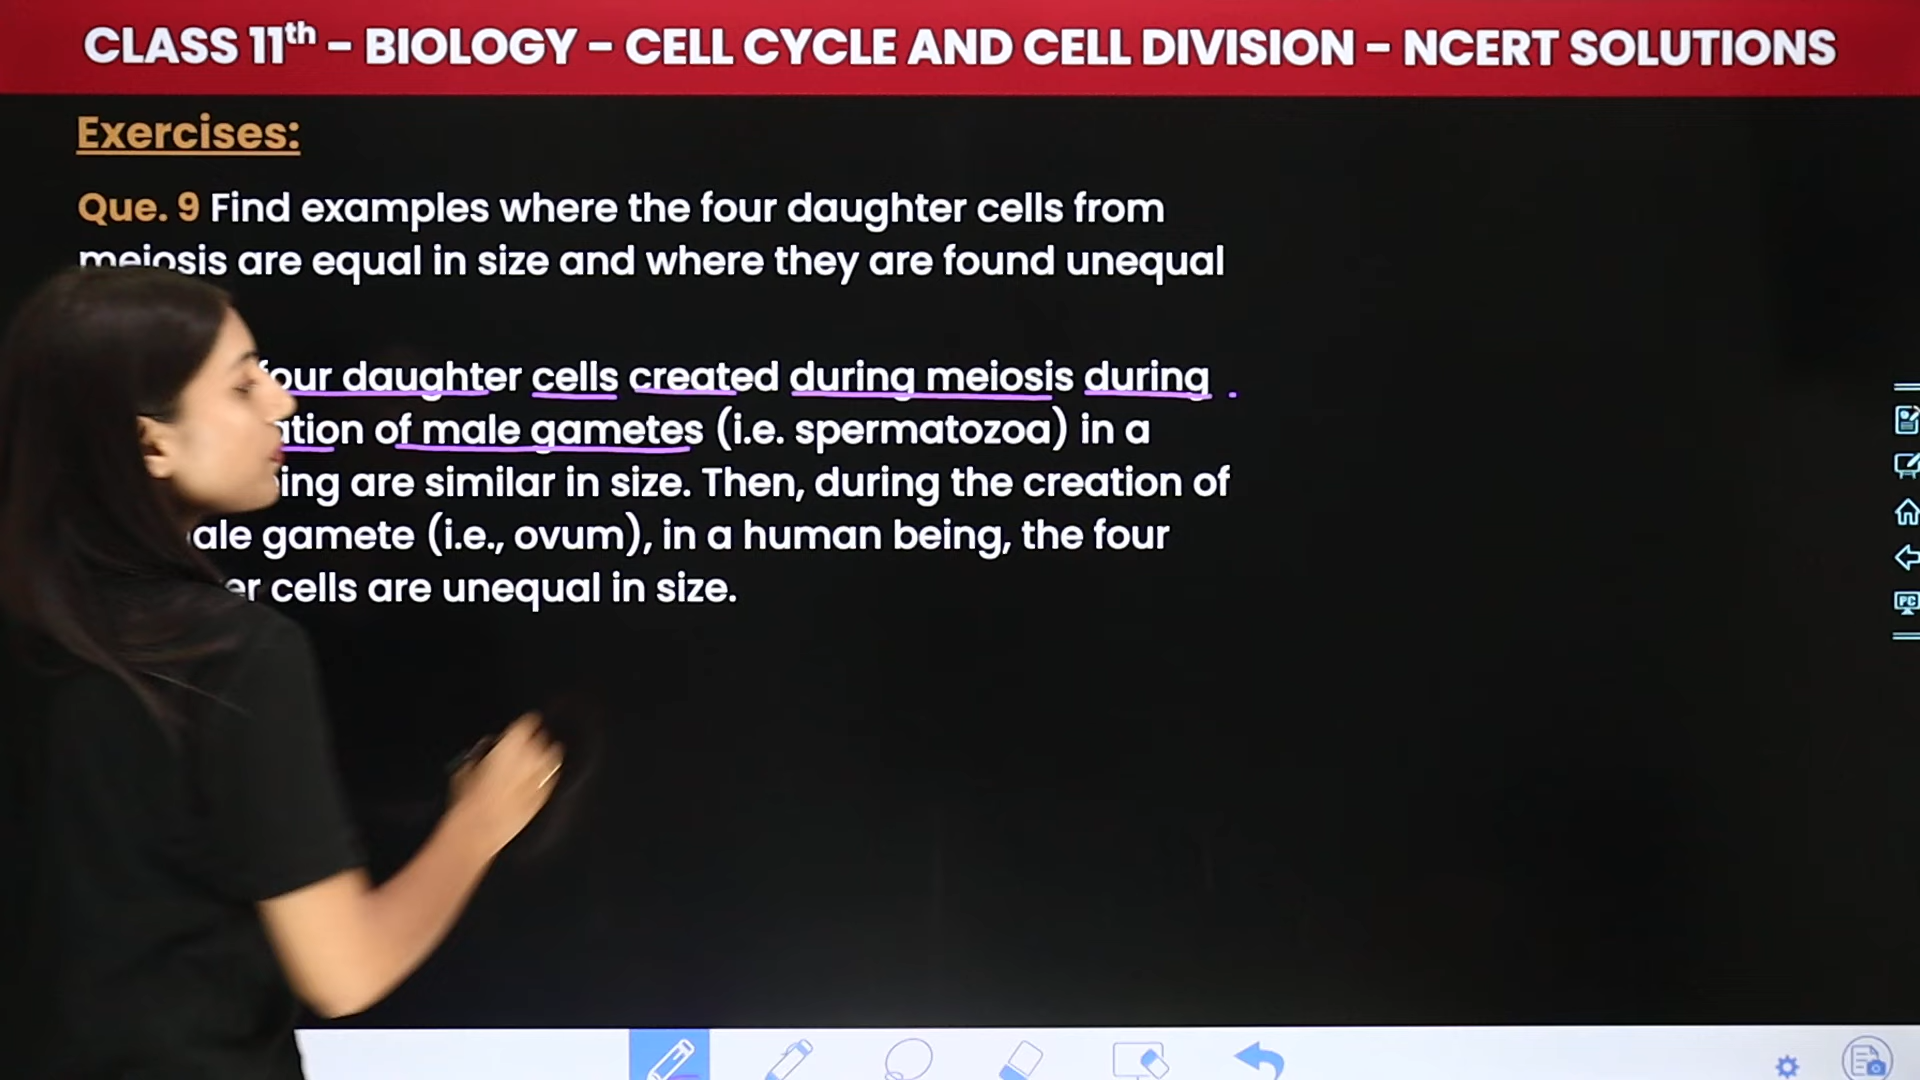 CLASS 11th – BIOLOGY – CELL CYCLE AND CELL DIVISION – NCERT SOLUTIONS
Exercises:
Que. 9 Find examples where the four daughter cells from
meiosis are equal in size and where they are found unequal
four daughter cells created during meiosis during
ation of male gametes (i.e. spermatozoa) in a
ing are similar in size. Then, during the creation of
ale gamete (i.e., ovum), in a human being, the four
er cells are unequal in size.
PC